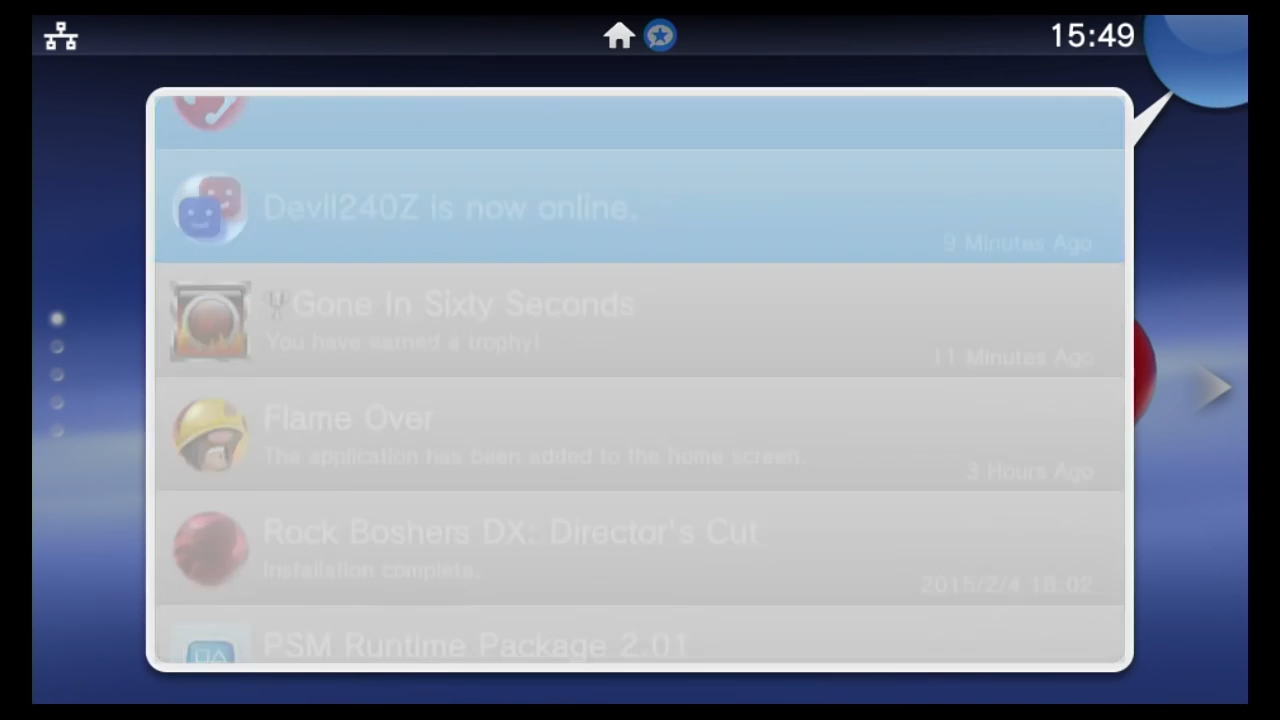 15:49
Devil240Z is now online.
9 Minutes Ago
Gone In Sixty Seconds
You have earned a trophy!
11 Minutes Ago
Flame Over
The application has been added to the home screen.
3 Hours Ago
Rock Boshers DX: Director's Cut
Installation complete.
2015/2/4 18:02
PSM Runtime Package 2.01